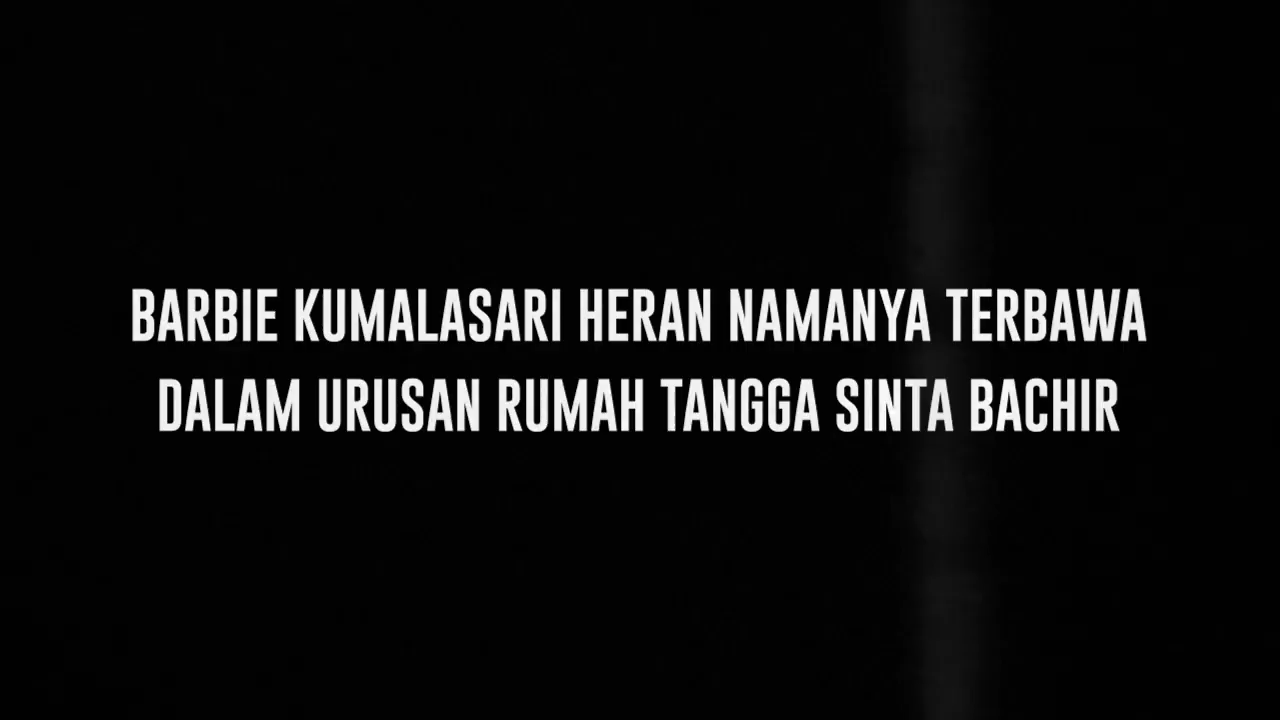 BARBIE KUMALASARI HERAN NAMANYA TERBAWA
DALAM URUSAN RUMAH TANGGA SINTA BACHIR